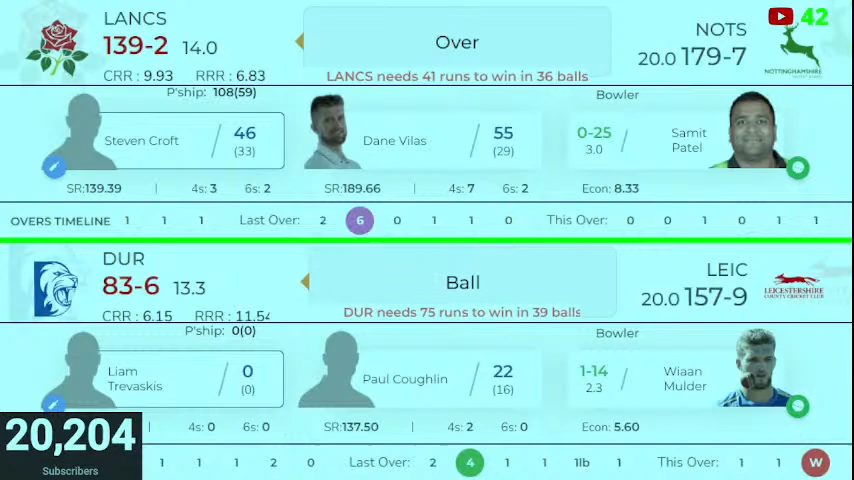 LANCS
139-2 14.0
CRR : 9.93 RRR : 6.83
Over
LANCS needs 41 runs to win in 36 balls
42
NOTS
20.0 179-7
NOTTINGHAMSHIRE
P'ship: 108(59)
Bowler
Steven Croft 46 (33)
Dane Vilas 55 (29)
0-25 3.0 Samit Patel
SR:139.39 | 4s: 3 6s: 2
SR:189.66 | 4s: 7 6s: 2
Econ: 8.33
OVERS TIMELINE 1 1 1 Last Over: 2 6 0 1 1 0 This Over: 0 0 1 0 1 1
DUR
83-6 13.3
CRR : 6.15 RRR : 11.54
Ball
DUR needs 75 runs to win in 39 balls
LEIC
20.0 157-9
LEICESTERSHIRE
COUNTY CRICKET CLUB
P'ship: 0(0)
Bowler
Liam Trevaskis 0 (0)
Paul Coughlin 22 (16)
1-14 2.3 Wiaan Mulder
| 4s: 0 6s: 0
SR:137.50 | 4s: 2 6s: 0
Econ: 5.60
20,204
Subscribers
1 1 1 2 0 Last Over: 2 4 1 1 1lb 1 This Over: 1 1 W